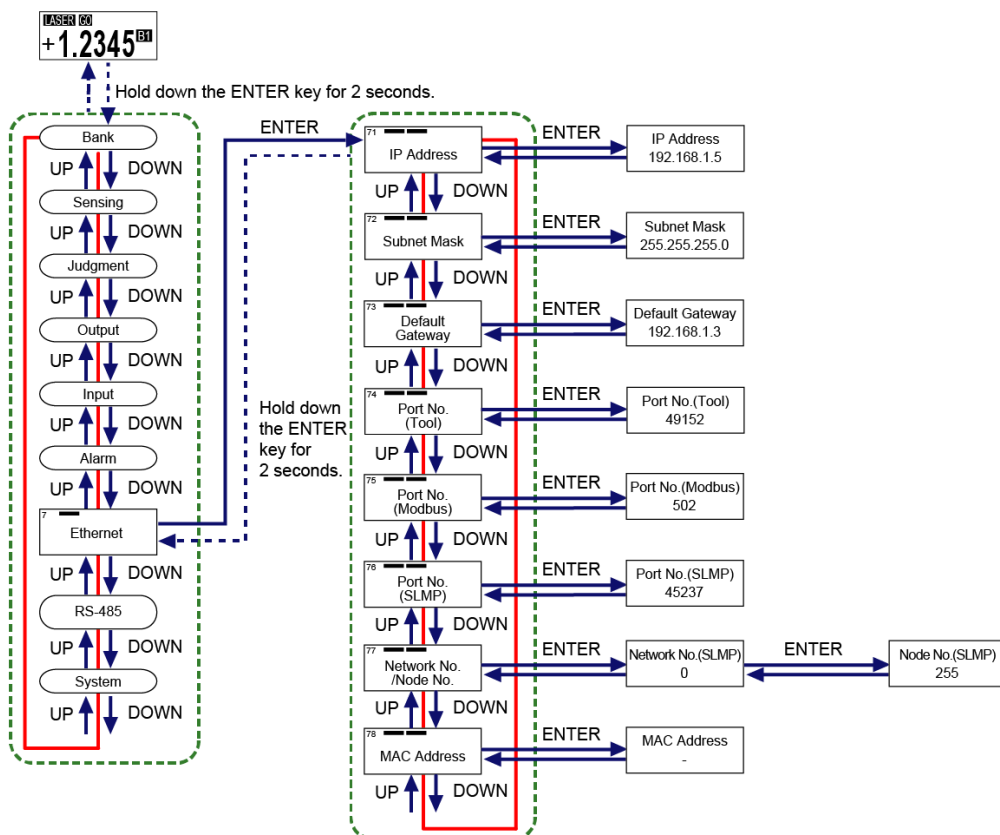 LASER GO
+1.2345 B1
Hold down the ENTER key for 2 seconds.
Bank
UP DOWN
Sensing
UP DOWN
Judgment
UP DOWN
Output
UP DOWN
Input
UP DOWN
Alarm
UP DOWN
7
Ethernet
UP DOWN
RS-485
UP DOWN
System
UP DOWN
ENTER
Hold down
the ENTER
key for
2 seconds.
71
IP Address
ENTER
IP Address
192.168.1.5
UP DOWN
72
Subnet Mask
ENTER
Subnet Mask
255.255.255.0
UP DOWN
73
Default
Gateway
ENTER
Default Gateway
192.168.1.3
UP DOWN
74
Port No.
(Tool)
ENTER
Port No.(Tool)
49152
UP DOWN
75
Port No.
(Modbus)
ENTER
Port No.(Modbus)
502
UP DOWN
76
Port No.
(SLMP)
ENTER
Port No.(SLMP)
45237
UP DOWN
77
Network No.
/Node No.
ENTER
Network No.(SLMP)
0
ENTER
Node No.(SLMP)
255
UP DOWN
78
MAC Address
ENTER
MAC Address
-
UP DOWN